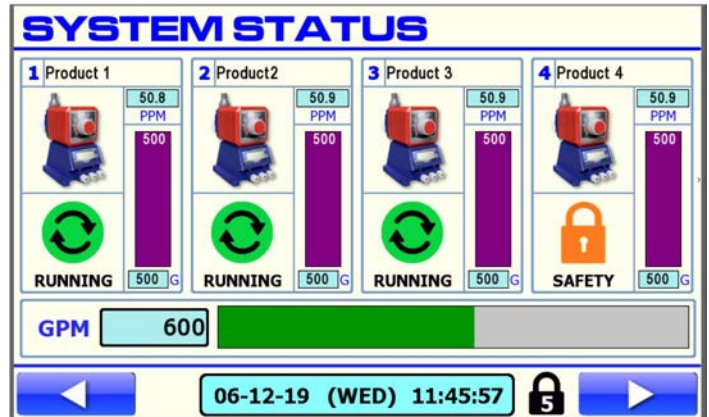 SYSTEM STATUS
1 Product 1
50.8
PPM
500
RUNNING
500 G
2 Product2
50.9
PPM
500
RUNNING
500 G
3 Product 3
50.9
PPM
500
RUNNING
500 G
4 Product 4
50.9
PPM
500
SAFETY
500 G
GPM 600
06-12-19 (WED) 11:45:57
5